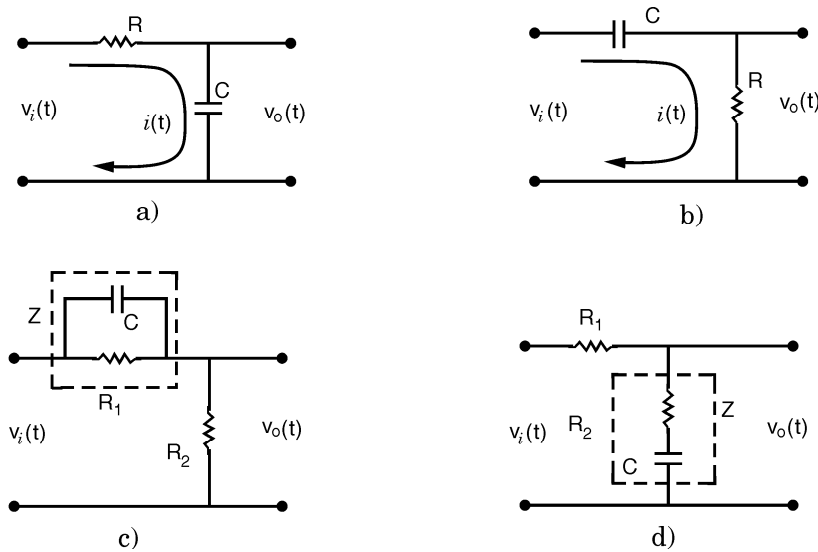 R
C
vᵢ(t)
i(t)
vₒ(t)
a)
C
R
vᵢ(t)
i(t)
vₒ(t)
b)
Z
C
R₁
vᵢ(t)
R₂
vₒ(t)
c)
R₁
Z
vᵢ(t)
R₂
C
vₒ(t)
d)